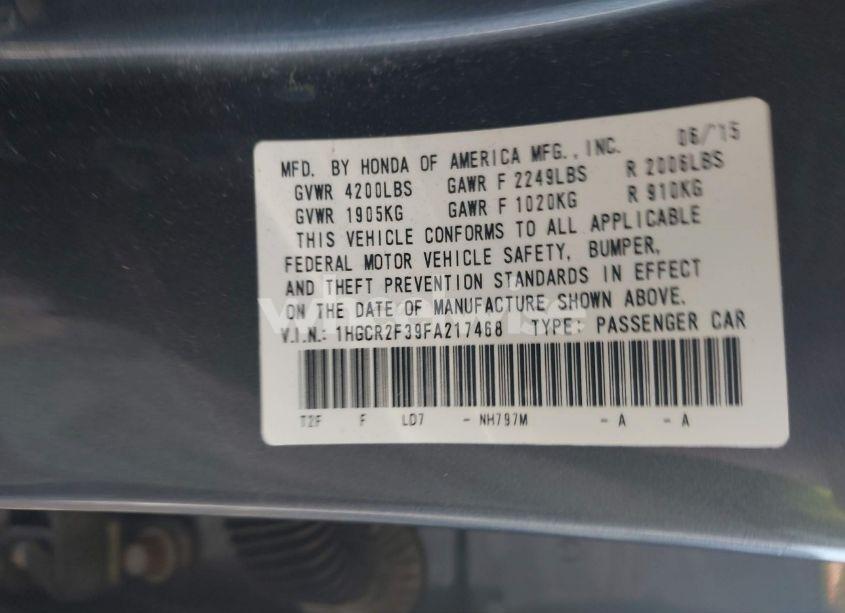 06/'15
MFD. BY HONDA OF AMERICA MFG., INC.
GVWR 4200LBS GAWR F 2249LBS R 2006LBS
GVWR 1905KG GAWR F 1020KG R 910KG
THIS VEHICLE CONFORMS TO ALL APPLICABLE
FEDERAL MOTOR VEHICLE SAFETY, BUMPER,
AND THEFT PREVENTION STANDARDS IN EFFECT
ON THE DATE OF MANUFACTURE SHOWN ABOVE.
wheelwise
V.I.N.: 1HGCR2F39FA217468 TYPE: PASSENGER CAR
T2F F LD7 - NH797M - A - A